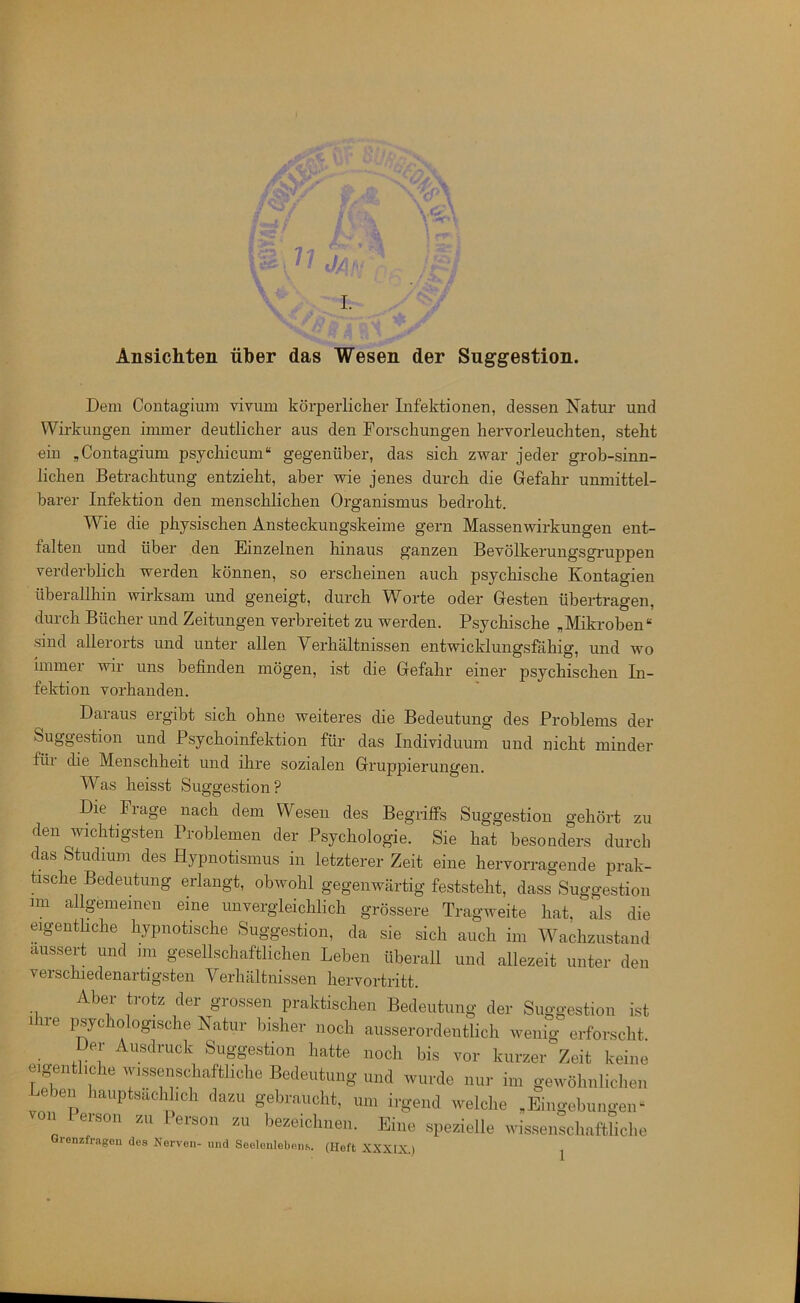 11 JAN
I.
Ansichten über das Wesen der Suggestion.
Dem Contagium vivum körperlicher Infektionen, dessen Natur und
Wirkungen immer deutlicher aus den Forschungen hervorleuchten, steht
ein „Contagium psychicum“ gegenüber, das sich zwar jeder grob-sinn-
lichen Betrachtung entzieht, aber wie jenes durch die Gefahr unmittel-
barer Infektion den menschlichen Organismus bedroht.
Wie die physischen Ansteckungskeime gern Massenwirkungen ent-
falten und über den Einzelnen hinaus ganzen Bevölkerungsgruppen
verderblich werden können, so erscheinen auch psychische Kontagien
überallhin wirksam und geneigt, durch Worte oder Gesten übertragen,
durch Bücher und Zeitungen verbreitet zu werden. Psychische „Mikroben“
sind allerorts und unter allen Verhältnissen entwicklungsfähig, und wo
immer wir uns befinden mögen, ist die Gefahr einer psychischen In-
fektion vorhanden.
Daraus ergibt sich ohne weiteres die Bedeutung des Problems der
Suggestion und Psychoinfektion für das Individuum und nicht minder
für die Menschheit und ihre sozialen Gruppierungen.
Was heisst Suggestion?
Die Frage nach dem Wesen des Begriffs Suggestion gehört zu
den wichtigsten Problemen der Psychologie. Sie hat besonders durch
das Studium des Hypnotismus in letzterer Zeit eine hervorragende prak-
tische Bedeutung erlangt, obwohl gegenwärtig feststeht, dass Suggestion
im allgemeinen eine unvergleichlich grössere Tragweite hat, als die
eigentliche hypnotische Suggestion, da sie sich auch im Wachzustand
äussert und im gesellschaftlichen Leben überall und allezeit unter den
verschiedenartigsten Verhältnissen hervortritt.
Aber trotz der grossen praktischen Bedeutung der Suggestion ist
ihre psychologische Natur bisher noch ausserordentlich wenig erforscht.
Der Ausdruck Suggestion hatte noch bis vor kurzer Zeit keine
eigentliche wissenschaftliche Bedeutung und wurde nur im gewöhnlichen
Leben hauptsächlich dazu gebraucht, um irgend welche „Eingebungen“
von Person zu Person zu bezeichnen. Eine spezielle wissenschaftliche
Grenzfragen des Nerven- und Seelenlebens. (Heft XXXIX.) 1